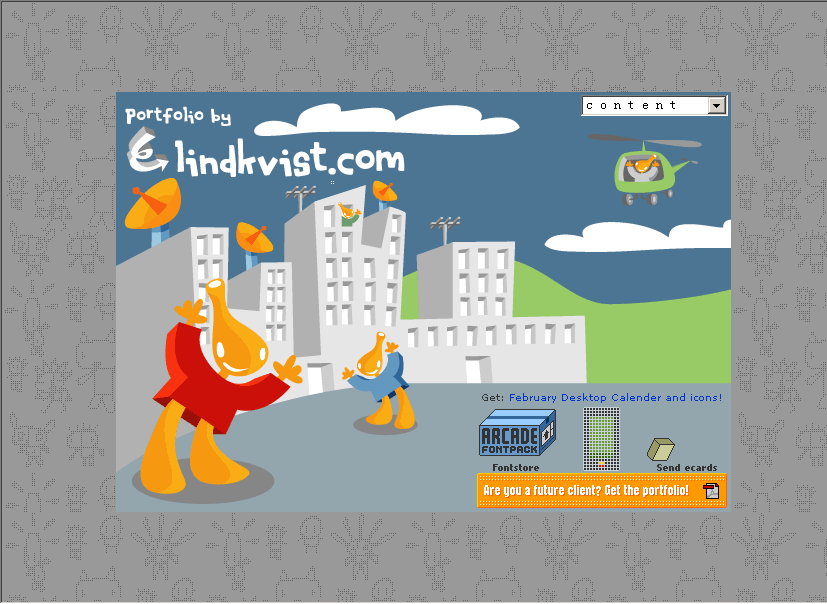 Portfolio by
lindkvist.com
content
Get: February Desktop Calender and icons!
ARCADE
FONTPACK
Fontstore
Send ecards
Are you a future client? Get the portfolio!